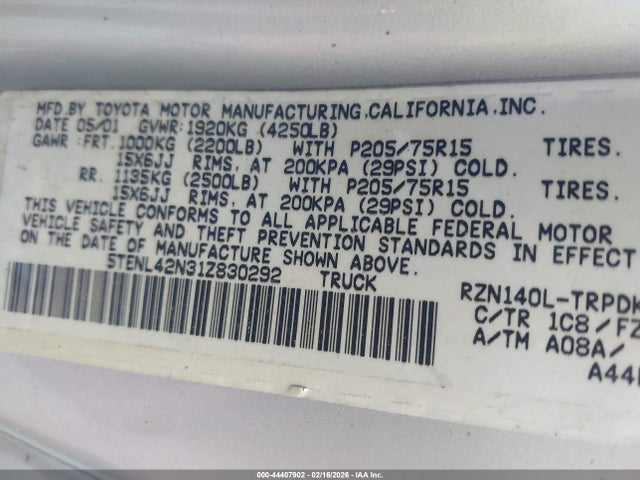 MFD.BY TOYOTA MOTOR MANUFACTURING.CALIFORNIA.INC.
DATE 05/01 GVWR:1920KG (4250LB)
GAWR :FRT.1000KG (2200LB) WITH P205/75R15 TIRES.
15X6JJ RIMS, AT 200KPA (29PSI) COLD.
RR. 1135KG (2500LB) WITH P205/75R15 TIRES.
15X6JJ RIMS, AT 200KPA (29PSI) COLD.
THIS VEHICLE CONFORMS TO ALL APPLICABLE FEDERAL MOTOR
VEHICLE SAFETY AND THEFT PREVENTION STANDARDS IN EFFECT
ON THE DATE OF MANUFACTURE SHOWN ABOVE.
5TENL42N31Z830292 TRUCK
RZN140L-TRPDK
C/TR 1C8/FZ
A/TM A08A/
A44
000-44407902 - 02/16/2026 - IAAI Inc.